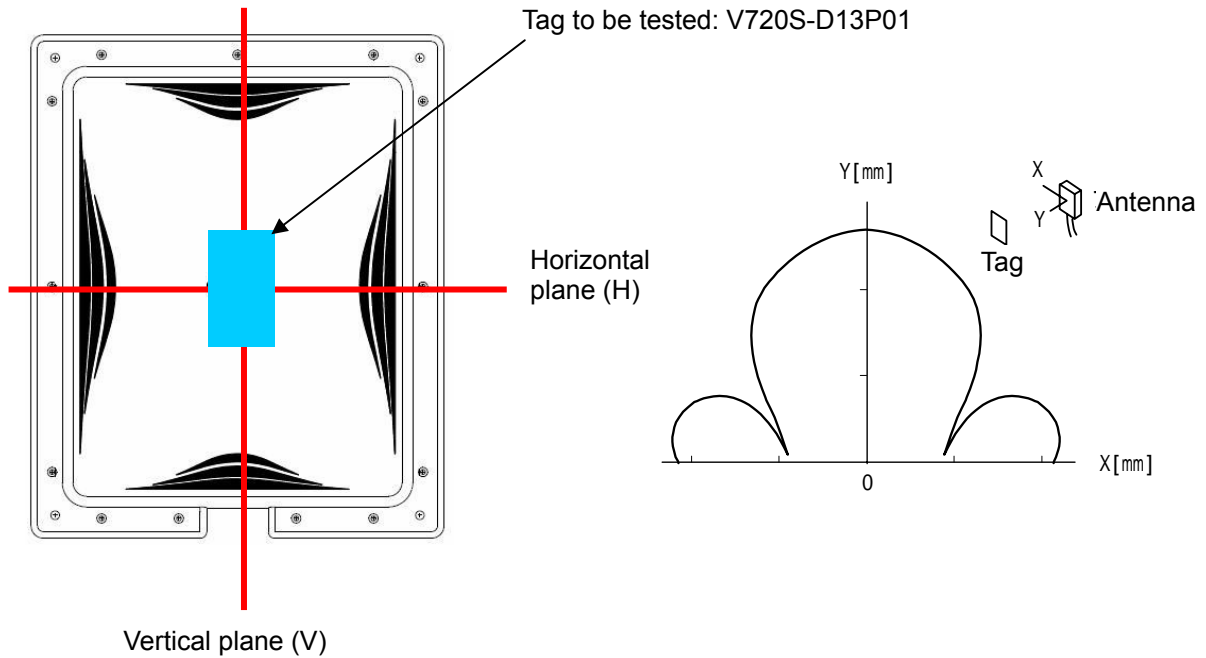 Tag to be tested: V720S-D13P01
Horizontal
plane (H)
Vertical plane (V)
Y[mm]
X
Y
Antenna
Tag
X[mm]
0